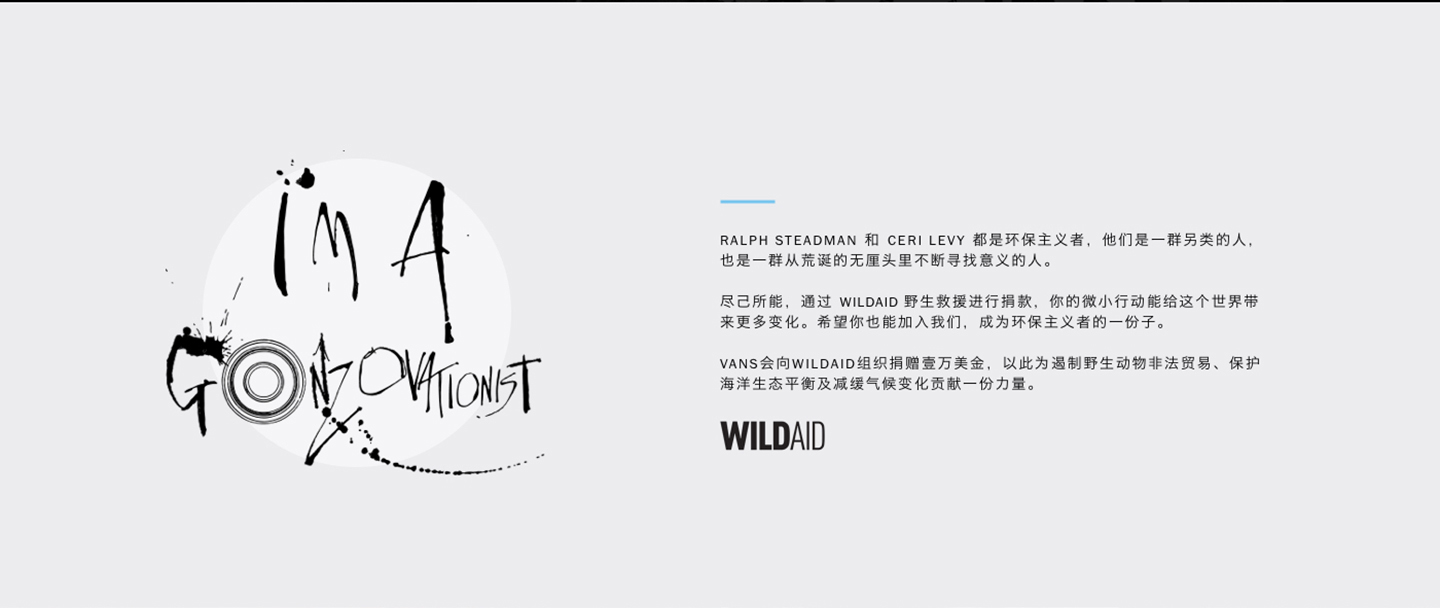 I'M A
GONZOVATIONIST
RALPH STEADMAN 和 CERI LEVY 都是环保主义者，他们是一群另类的人，
也是一群从荒诞的无厘头里不断寻找意义的人。
尽己所能，通过 WILDAID 野生救援进行捐款，你的微小行动能给这个世界带
来更多变化。希望你也能加入我们，成为环保主义者的一份子。
VANS会向WILDAID组织捐赠壹万美金，以此为遏制野生动物非法贸易、保护
海洋生态平衡及减缓气候变化贡献一份力量。
WILDAID